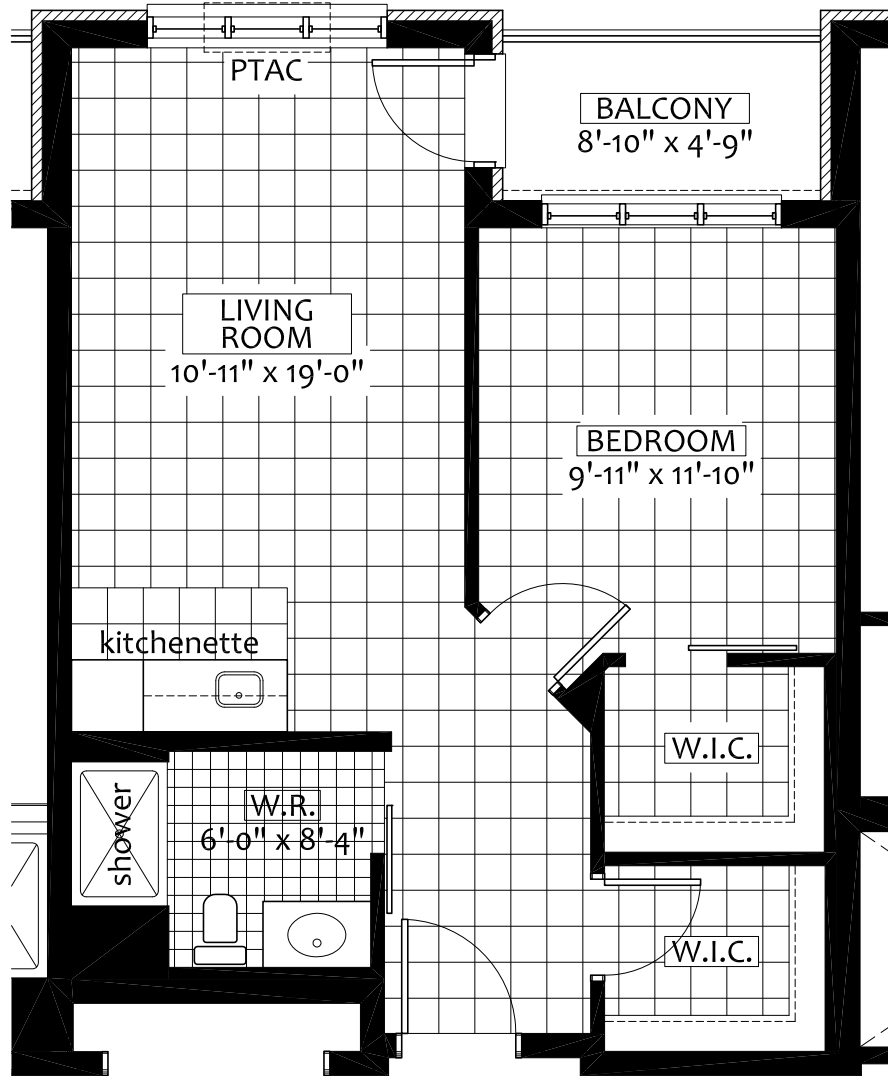 PTAC
BALCONY
8'-10" x 4'-9"
LIVING
ROOM
10'-11" x 19'-0"
BEDROOM
9'-11" x 11'-10"
kitchenette
W.I.C.
shower
W.R.
6'-0" x 8'-4"
W.I.C.